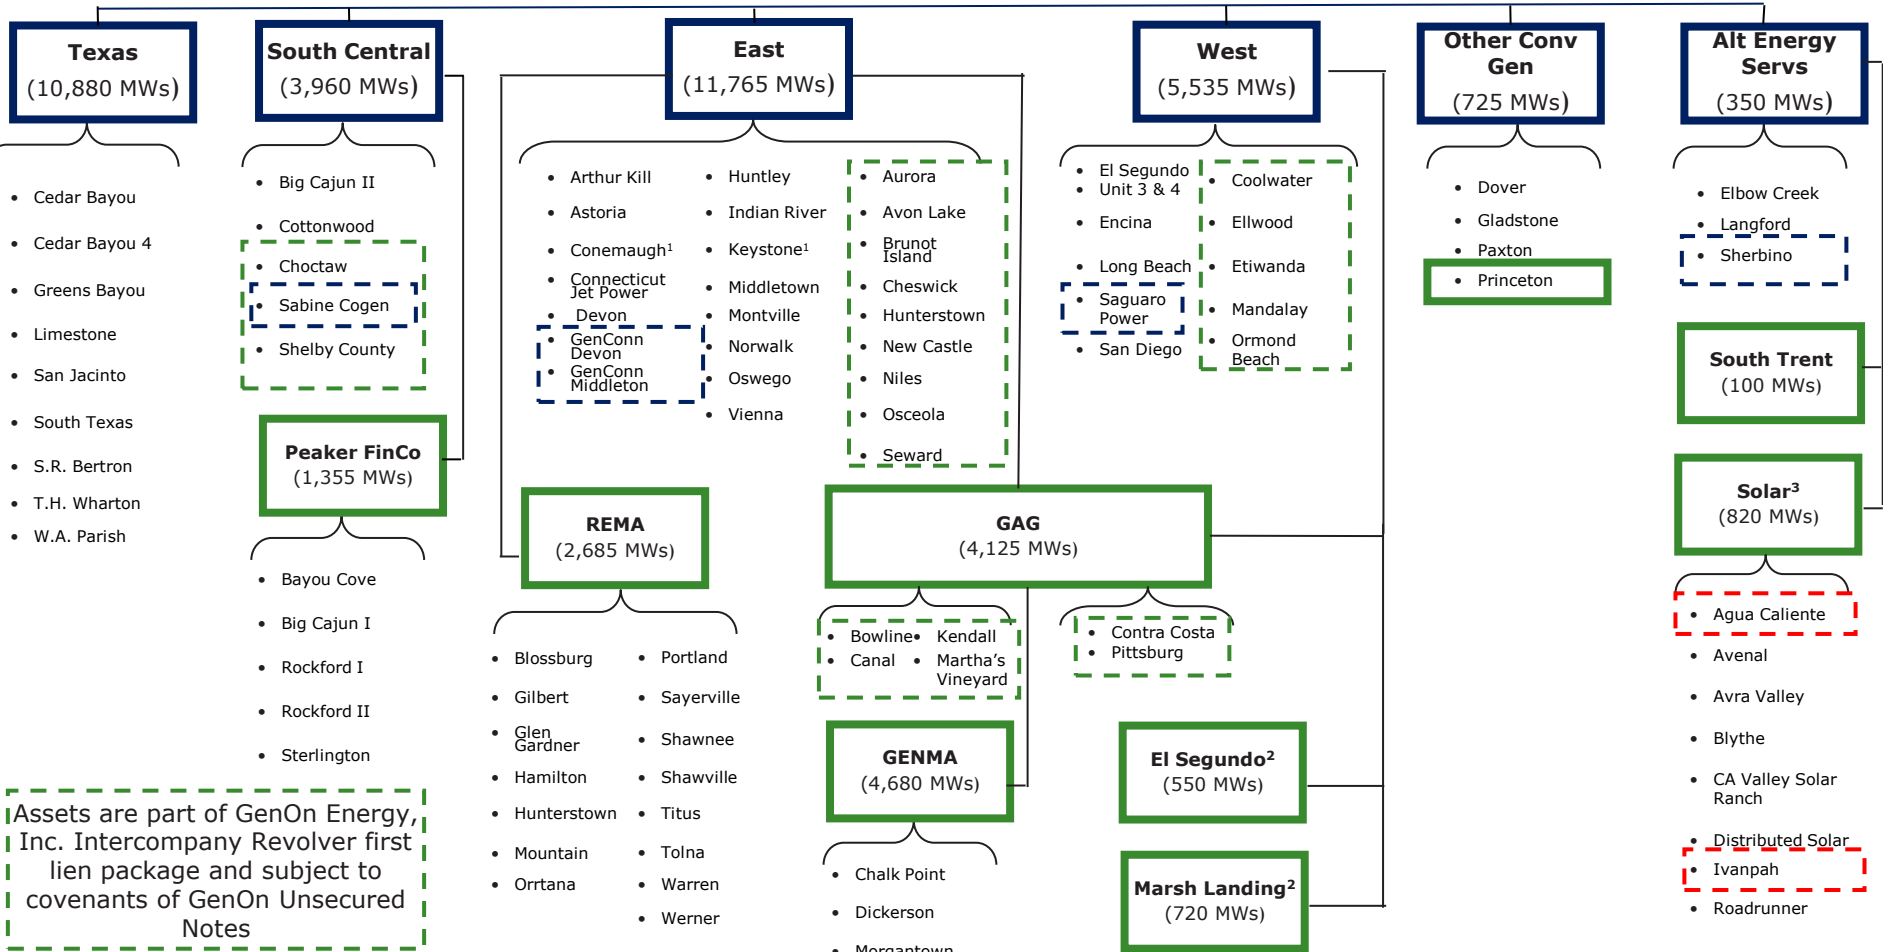 Texas
(10,880 MWs)
Cedar Bayou
Cedar Bayou 4
Greens Bayou
Limestone
San Jacinto
South Texas
S.R. Bertron
T.H. Wharton
W.A. Parish
South Central
(3,960 MWs)
Big Cajun II
Cottonwood
Choctaw
Sabine Cogen
Shelby County
Peaker FinCo
(1,355 MWs)
Bayou Cove
Big Cajun I
Rockford I
Rockford II
Sterlington
Assets are part of GenOn Energy,
Inc. Intercompany Revolver first
lien package and subject to
covenants of GenOn Unsecured
Notes
East
(11,765 MWs)
Arthur Kill
Astoria
Conemaugh¹
Connecticut
Jet Power
Devon
GenConn
Devon
GenConn
Middleton
Huntley
Indian River
Keystone¹
Middletown
Montville
Norwalk
Oswego
Vienna
Aurora
Avon Lake
Brunot
Island
Cheswick
Hunterstown
New Castle
Niles
Osceola
Seward
REMA
(2,685 MWs)
Blossburg
Gilbert
Glen
Gardner
Hamilton
Hunterstown
Mountain
Orrtana
Portland
Sayerville
Shawnee
Shawville
Titus
Tolna
Warren
Werner
GAG
(4,125 MWs)
Bowline
Canal
Kendall
Martha's
Vineyard
Contra Costa
Pittsburg
GENMA
(4,680 MWs)
Chalk Point
Dickerson
Morgantown
West
(5,535 MWs)
El Segundo
Unit 3 & 4
Encina
Long Beach
Saguaro
Power
San Diego
Coolwater
Ellwood
Etiwanda
Mandalay
Ormond
Beach
El Segundo²
(550 MWs)
Marsh Landing²
(720 MWs)
Other Conv
Gen
(725 MWs)
Dover
Gladstone
Paxton
Princeton
Alt Energy
Servs
(350 MWs)
Elbow Creek
Langford
Sherbino
South Trent
(100 MWs)
Solar³
(820 MWs)
Agua Caliente
Avenal
Avra Valley
Blythe
CA Valley Solar
Ranch
Distributed Solar
Ivanpah
Roadrunner